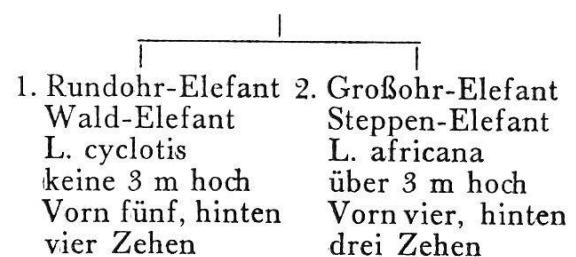 1. Rundohr-Elefant
Wald-Elefant
L. cyclotis
keine 3 m hoch
Vorn fünf, hinten
vier Zehen
2. Großohr-Elefant
Steppen-Elefant
L. africana
über 3 m hoch
Vorn vier, hinten
drei Zehen